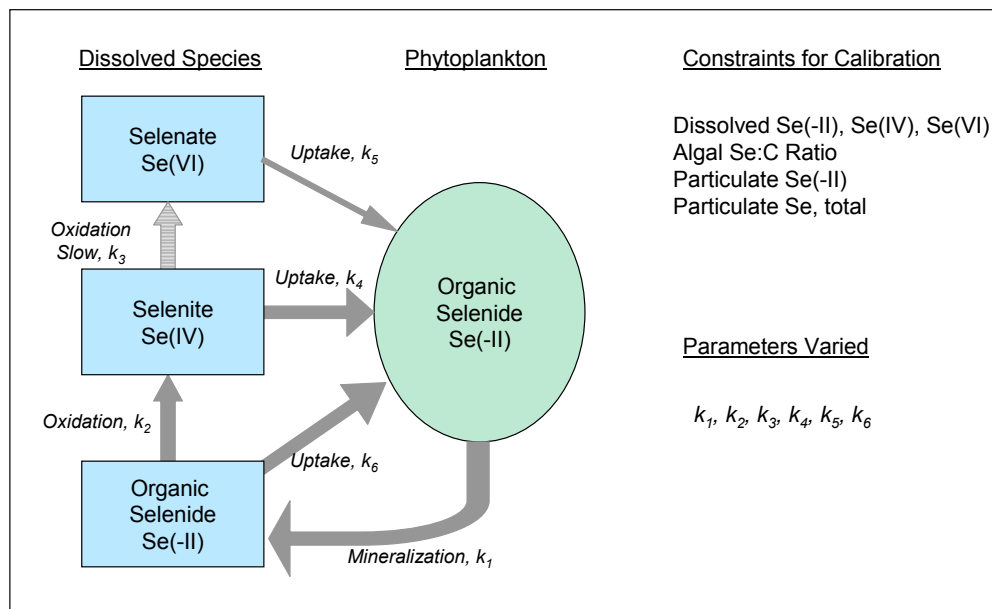 Dissolved Species
Phytoplankton
Constraints for Calibration
Selenate
Se(VI)
Uptake, k5
Dissolved Se(-II), Se(IV), Se(VI)
Algal Se:C Ratio
Particulate Se(-II)
Particulate Se, total
Oxidation
Slow, k3
Selenite
Se(IV)
Uptake, k4
Organic
Selenide
Se(-II)
Parameters Varied
k1, k2, k3, k4, k5, k6
Oxidation, k2
Uptake, k6
Organic
Selenide
Se(-II)
Mineralization, k1